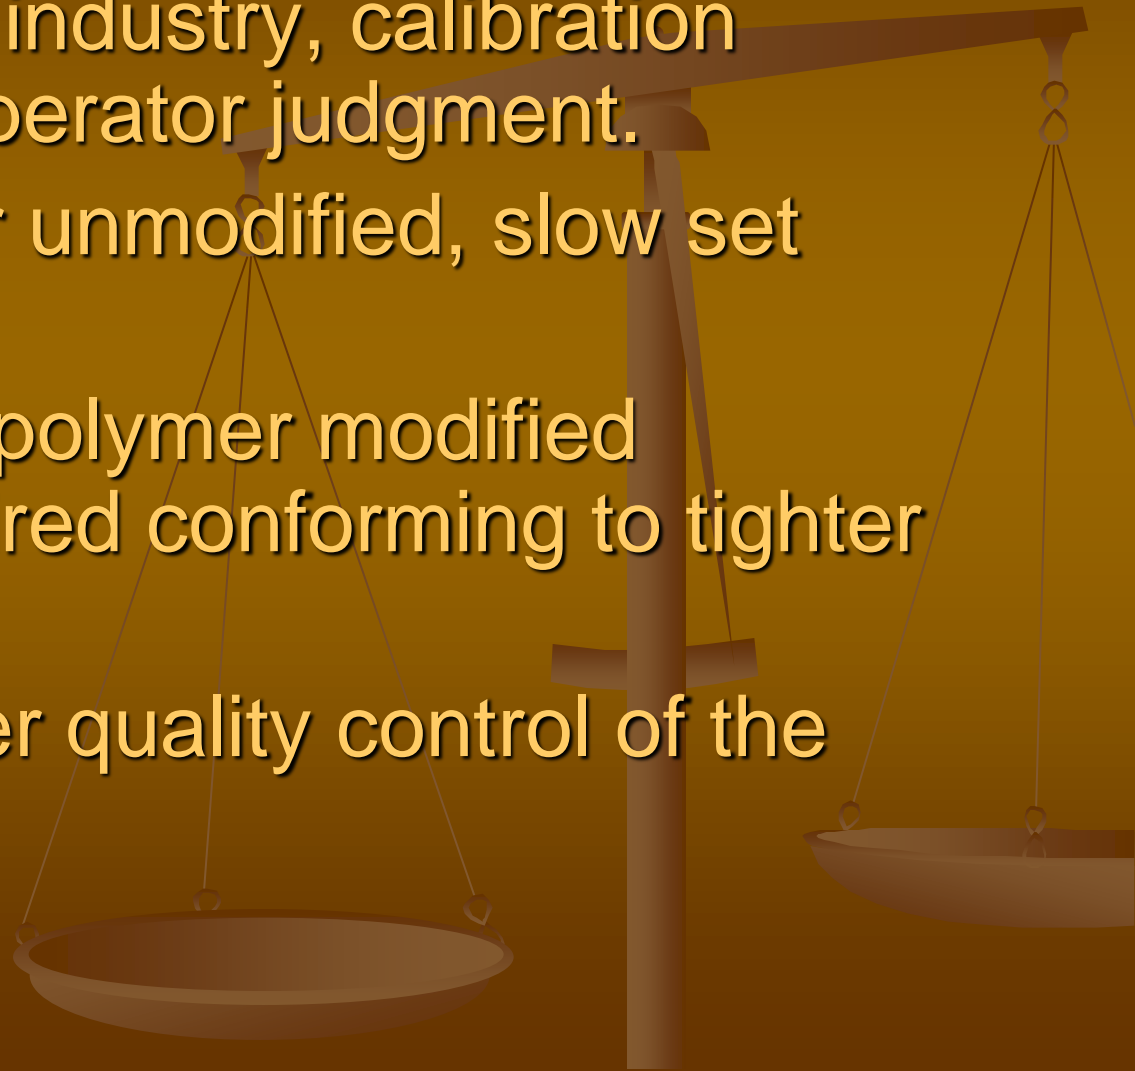 industry, calibration
perator judgment.
r unmodified, slow set
polymer modified
red conforming to tighter
er quality control of the